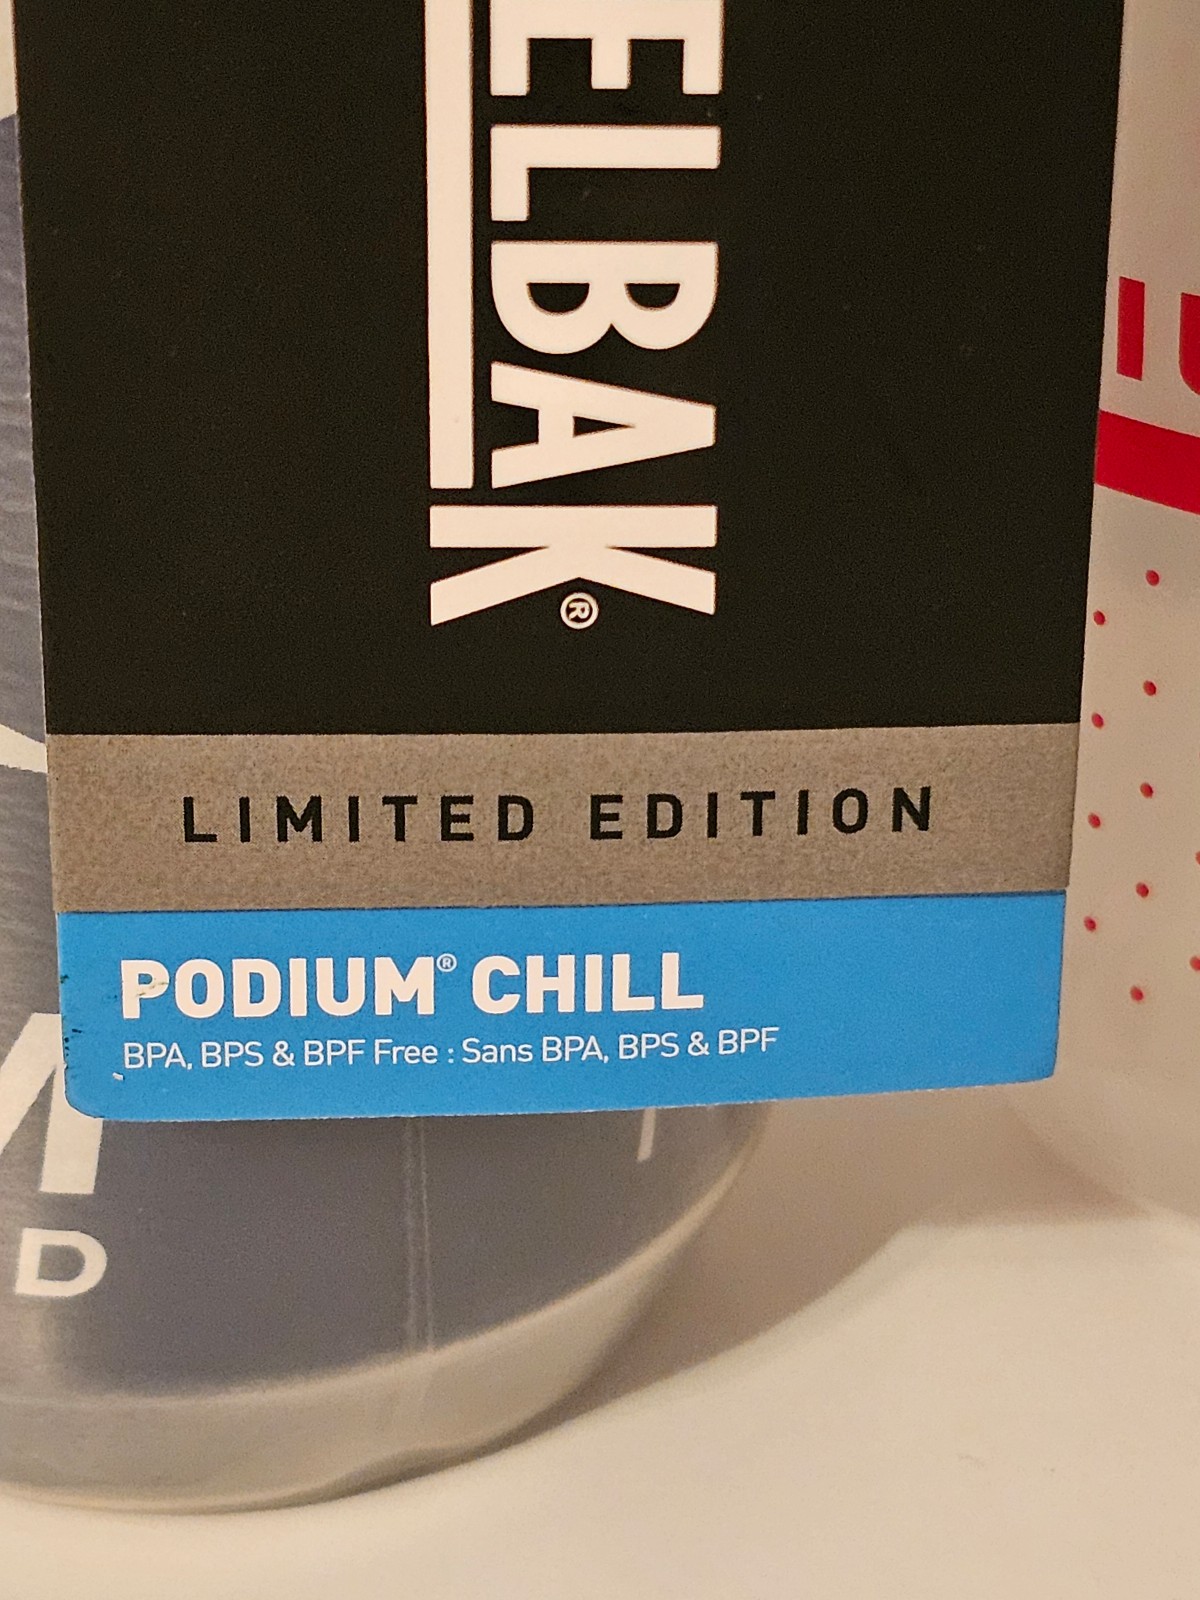 ELBAK®
LIMITED EDITION
PODIUM® CHILL
BPA, BPS & BPF Free : Sans BPA, BPS & BPF
D